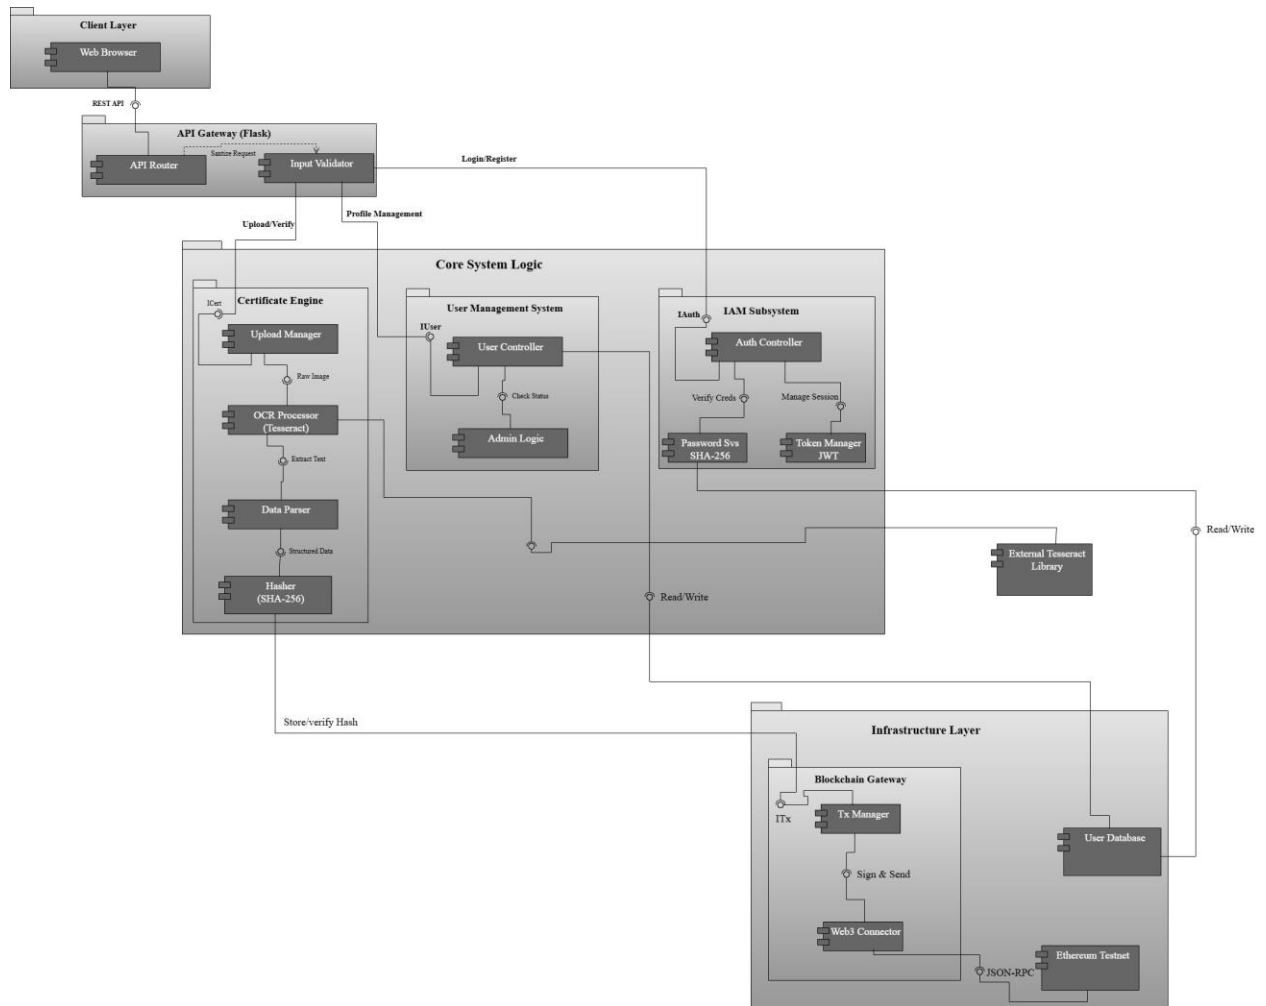 Client Layer
Web Browser
REST API
API Gateway (Flask)
Santize Request
API Router
Input Validator
Login/Register
Upload/Verify
Profile Management
Core System Logic
Certificate Engine
ICert
Upload Manager
Raw Image
OCR Processor
(Tesseract)
Extract Text
Data Parser
Structured Data
Hasher
(SHA-256)
User Management System
IUser
User Controller
Check Status
Admin Logic
IAM Subsystem
IAuth
Auth Controller
Verify Creds
Manage Session
Password Svs
SHA-256
Token Manager
JWT
Read/Write
External Tesseract
Library
Read/Write
Store/verify Hash
Infrastructure Layer
Blockchain Gateway
ITx
Tx Manager
Sign & Send
Web3 Connector
User Database
JSON-RPC
Ethereum Testnet